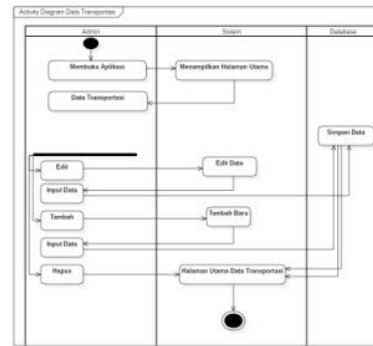 Activity Diagram Data Transportasi
Admin
Sistem
Database
Membuka Aplikasi
Menampilkan Halaman Utama
Data Transportasi
Simpan Data
Edit
Edit Data
Input Data
Tambah
Tambah Baru
Input Data
Hapus
Halaman Utama Data Transportasi